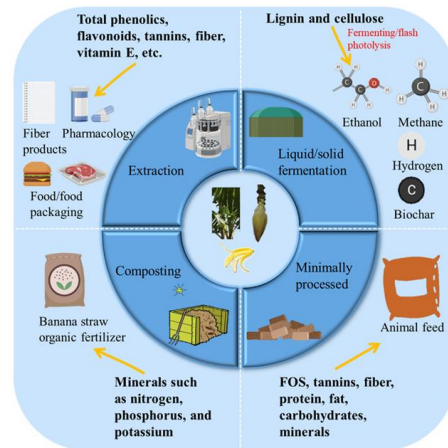 Total phenolics,
flavonoids, tannins, fiber,
vitamin E, etc.
Fiber
products
Pharmacology
Food/food
packaging
Extraction
Lignin and cellulose
Fermenting/flash
photolysis
H
H
C
C
O
H
H
H
H
H
C
H
H
H
Ethanol
Methane
H
Hydrogen
C
Biochar
Liquid/solid
fermentation
Composting
Banana straw
organic fertilizer
Minerals such
as nitrogen,
phosphorus, and
potassium
Minimally
processed
Animal feed
FOS, tannins, fiber,
protein, fat,
carbohydrates,
minerals